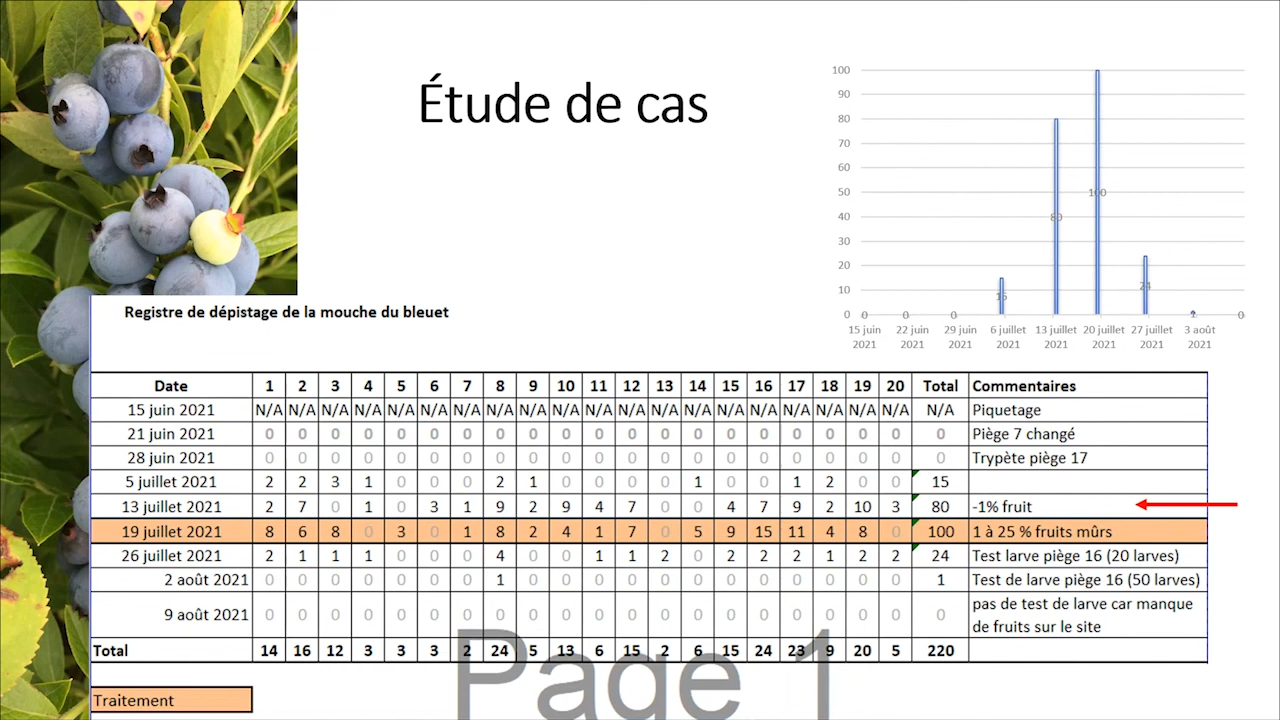 Étude de cas
100
90
80
70
60
50
40
30
20
10
0
0 0 0 15 80 100 24 1 0
15 juin 22 juin 29 juin 6 juillet 13 juillet 20 juillet 27 juillet 3 août
2021 2021 2021 2021 2021 2021 2021 2021
Registre de dépistage de la mouche du bleuet
Date 1 2 3 4 5 6 7 8 9 10 11 12 13 14 15 16 17 18 19 20 Total Commentaires
15 juin 2021 N/A N/A N/A N/A N/A N/A N/A N/A N/A N/A N/A N/A N/A N/A N/A N/A N/A N/A N/A N/A N/A Piquetage
21 juin 2021 0 0 0 0 0 0 0 0 0 0 0 0 0 0 0 0 0 0 0 0 0 Piège 7 changé
28 juin 2021 0 0 0 0 0 0 0 0 0 0 0 0 0 0 0 0 0 0 0 0 0 Trypète piège 17
5 juillet 2021 2 2 3 1 0 0 0 2 1 0 0 0 0 1 0 0 1 2 0 0 15
13 juillet 2021 2 7 0 1 0 3 1 9 2 9 4 7 0 0 4 7 9 2 10 3 80 -1% fruit
19 juillet 2021 8 6 8 0 3 0 1 8 2 4 1 7 0 5 9 15 11 4 8 0 100 1 à 25 % fruits mûrs
26 juillet 2021 2 1 1 1 0 0 0 4 0 0 1 1 2 0 2 2 2 1 2 2 24 Test larve piège 16 (20 larves)
2 août 2021 0 0 0 0 0 0 0 1 0 0 0 0 0 0 0 0 0 0 0 0 1 Test de larve piège 16 (50 larves)
9 août 2021 0 0 0 0 0 0 0 0 0 0 0 0 0 0 0 0 0 0 0 0 0 pas de test de larve car manque
de fruits sur le site
Total 14 16 12 3 3 3 2 24 5 13 6 15 2 6 15 24 23 9 20 5 220
Page 1
Traitement